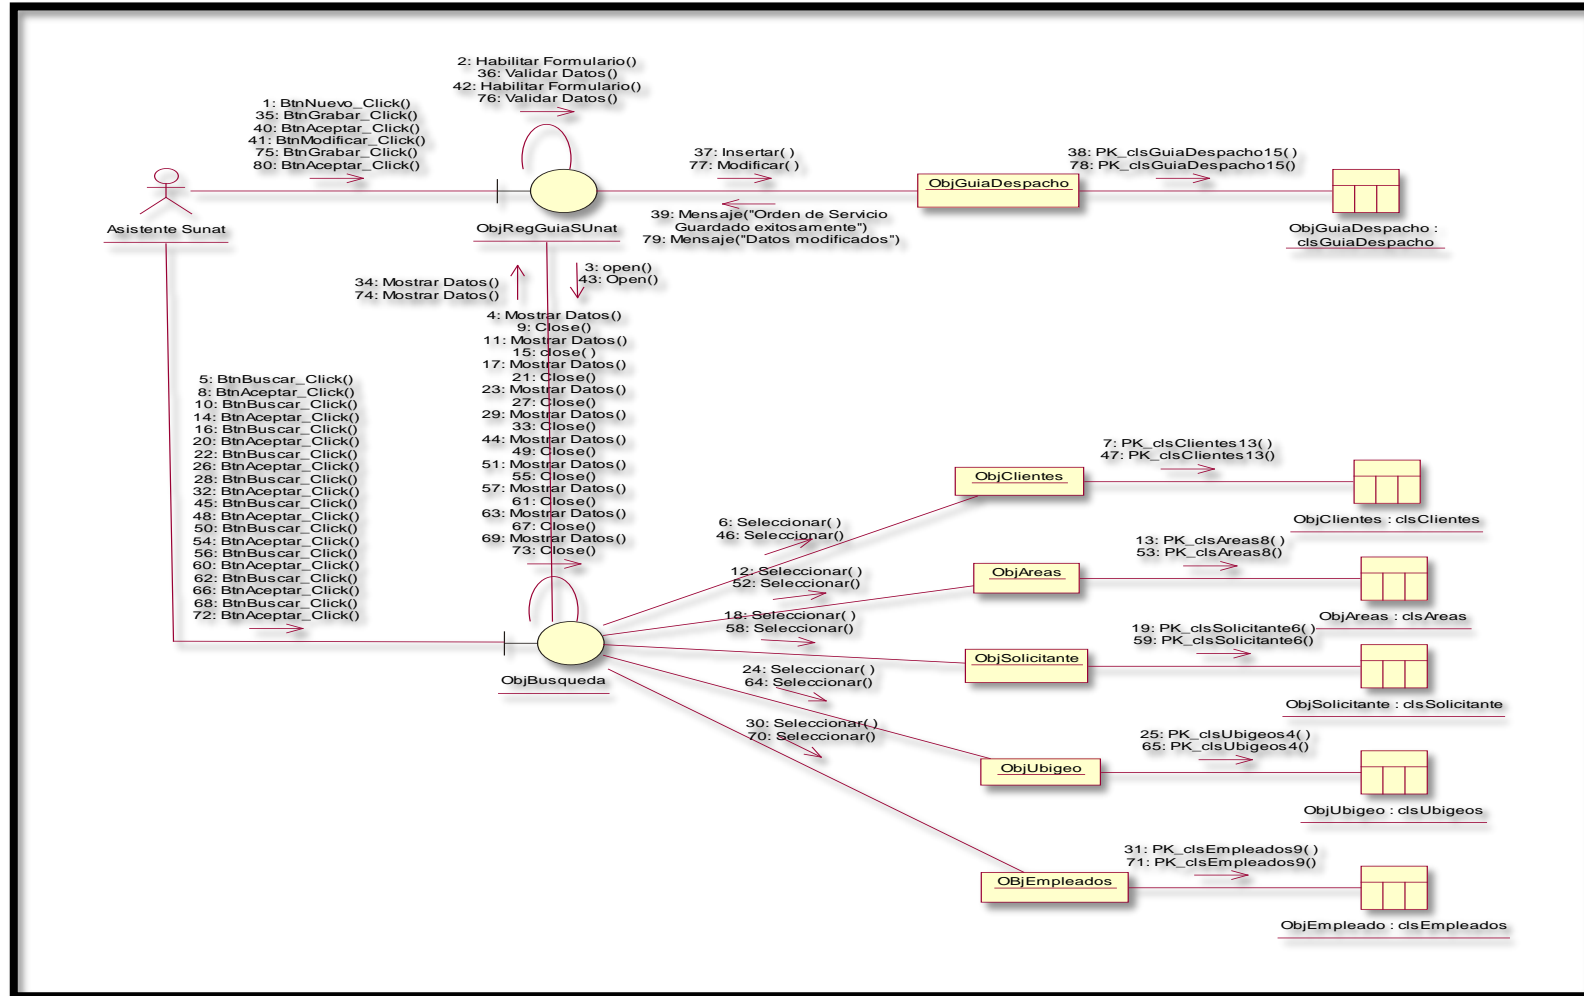 2: Habilitar Formulario()
36: Validar Datos()
42: Habilitar Formulario()
76: Validar Datos()
1: BtnNuevo_Click()
35: BtnGrabar_Click()
40: BtnAceptar_Click()
41: BtnModificar_Click()
75: BtnGrabar_Click()
80: BtnAceptar_Click()
37: Insertar( )
77: Modificar( )
38: PK_clsGuiaDespacho15( )
78: PK_clsGuiaDespacho15()
ObjGuiaDespacho
39: Mensaje("Orden de Servicio
Guardado exitosamente")
79: Mensaje("Datos modificados")
Asistente Sunat
ObjRegGuiaSUnat
ObjGuiaDespacho :
clsGuiaDespacho
3: open()
43: Open()
34: Mostrar Datos()
74: Mostrar Datos()
4: Mostrar Datos()
9: Close()
11: Mostrar Datos()
15: close( )
17: Mostrar Datos()
21: Close()
23: Mostrar Datos()
27: Close()
29: Mostrar Datos()
33: Close()
44: Mostrar Datos()
49: Close()
51: Mostrar Datos()
55: Close()
57: Mostrar Datos()
61: Close()
63: Mostrar Datos()
67: Close()
69: Mostrar Datos()
73: Close()
5: BtnBuscar_Click()
8: BtnAceptar_Click()
10: BtnBuscar_Click()
14: BtnAceptar_Click()
16: BtnBuscar_Click()
20: BtnAceptar_Click()
22: BtnBuscar_Click()
26: BtnAceptar_Click()
28: BtnBuscar_Click()
32: BtnAceptar_Click()
45: BtnBuscar_Click()
48: BtnAceptar_Click()
50: BtnBuscar_Click()
54: BtnAceptar_Click()
56: BtnBuscar_Click()
60: BtnAceptar_Click()
62: BtnBuscar_Click()
66: BtnAceptar_Click()
68: BtnBuscar_Click()
72: BtnAceptar_Click()
ObjBusqueda
6: Seleccionar( )
46: Seleccionar()
ObjClientes
7: PK_clsClientes13( )
47: PK_clsClientes13()
ObjClientes : clsClientes
12: Seleccionar( )
52: Seleccionar()
ObjAreas
13: PK_clsAreas8( )
53: PK_clsAreas8()
ObjAreas : clsAreas
18: Seleccionar( )
58: Seleccionar()
ObjSolicitante
19: PK_clsSolicitante6( )
59: PK_clsSolicitante6()
ObjSolicitante : clsSolicitante
24: Seleccionar( )
64: Seleccionar()
ObjUbigeo
25: PK_clsUbigeos4( )
65: PK_clsUbigeos4()
ObjUbigeo : clsUbigeos
30: Seleccionar( )
70: Seleccionar()
OBjEmpleados
31: PK_clsEmpleados9( )
71: PK_clsEmpleados9()
ObjEmpleado : clsEmpleados